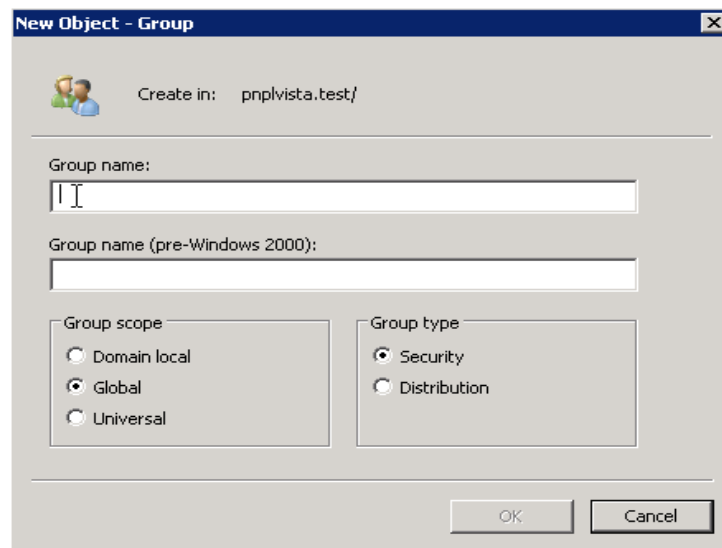 New Object - Group
Create in: pnplvista.test/
Group name:
Group name (pre-Windows 2000):
Group scope
Domain local
Global
Universal
Group type
Security
Distribution
OK
Cancel